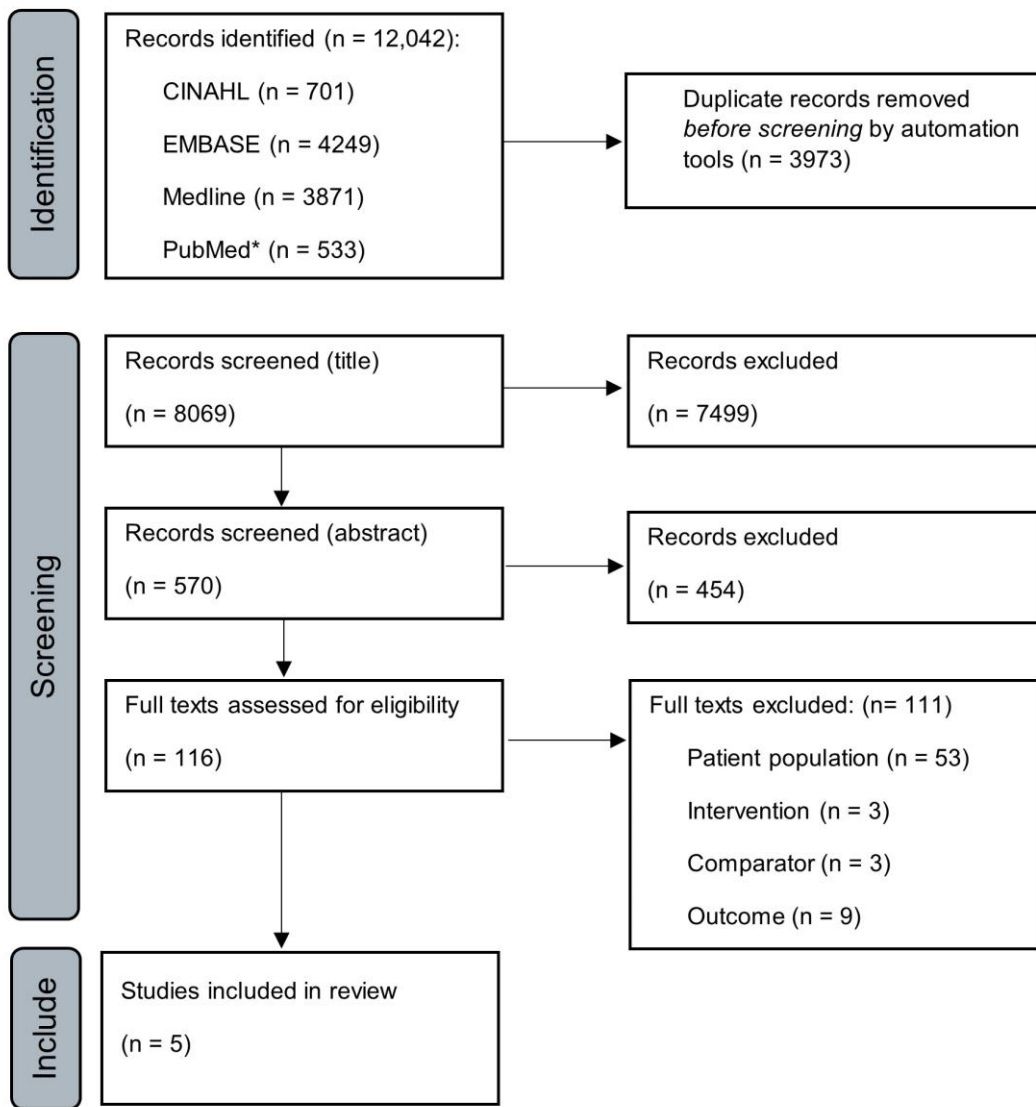 Identification
Records identified (n = 12,042):
CINAHL (n = 701)
EMBASE (n = 4249)
Medline (n = 3871)
PubMed* (n = 533)
Duplicate records removed
before screening by automation
tools (n = 3973)
Screening
Records screened (title)
(n = 8069)
Records excluded
(n = 7499)
Records screened (abstract)
(n = 570)
Records excluded
(n = 454)
Full texts assessed for eligibility
(n = 116)
Full texts excluded: (n= 111)
Patient population (n = 53)
Intervention (n = 3)
Comparator (n = 3)
Outcome (n = 9)
Include
Studies included in review
(n = 5)